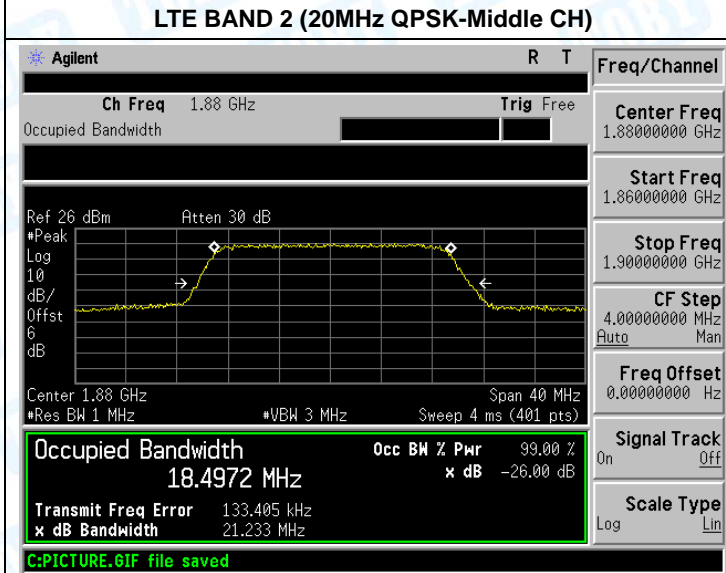 LTE BAND 2 (20MHz QPSK-Middle CH)
Agilent R T
Freq/Channel
Ch Freq 1.88 GHz Trig Free
Occupied Bandwidth
Center Freq
1.88000000 GHz
Start Freq
1.86000000 GHz
Stop Freq
1.90000000 GHz
CF Step
4.00000000 MHz
Auto Man
Freq Offset
0.00000000 Hz
Signal Track
On Off
Scale Type
Log Lin
Ref 26 dBm Atten 30 dB
#Peak
Log
10
dB/
Offst
6
dB
Center 1.88 GHz Span 40 MHz
#Res BW 1 MHz #VBW 3 MHz Sweep 4 ms (401 pts)
Occupied Bandwidth Occ BW % Pwr 99.00 %
18.4972 MHz x dB -26.00 dB
Transmit Freq Error 133.405 kHz
x dB Bandwidth 21.233 MHz
C:PICTURE.GIF file saved